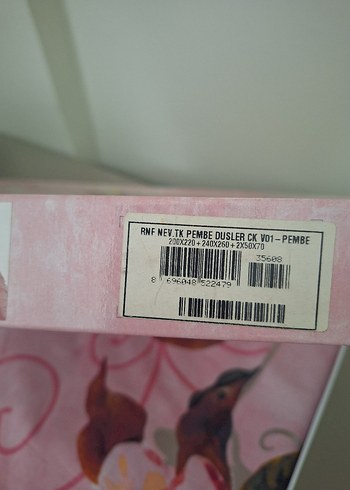 RNF NEV.TK PEMBE DUSLER CK V01-PEMBE
200X220+240X260+2X50X70
35608
8 696048 522479